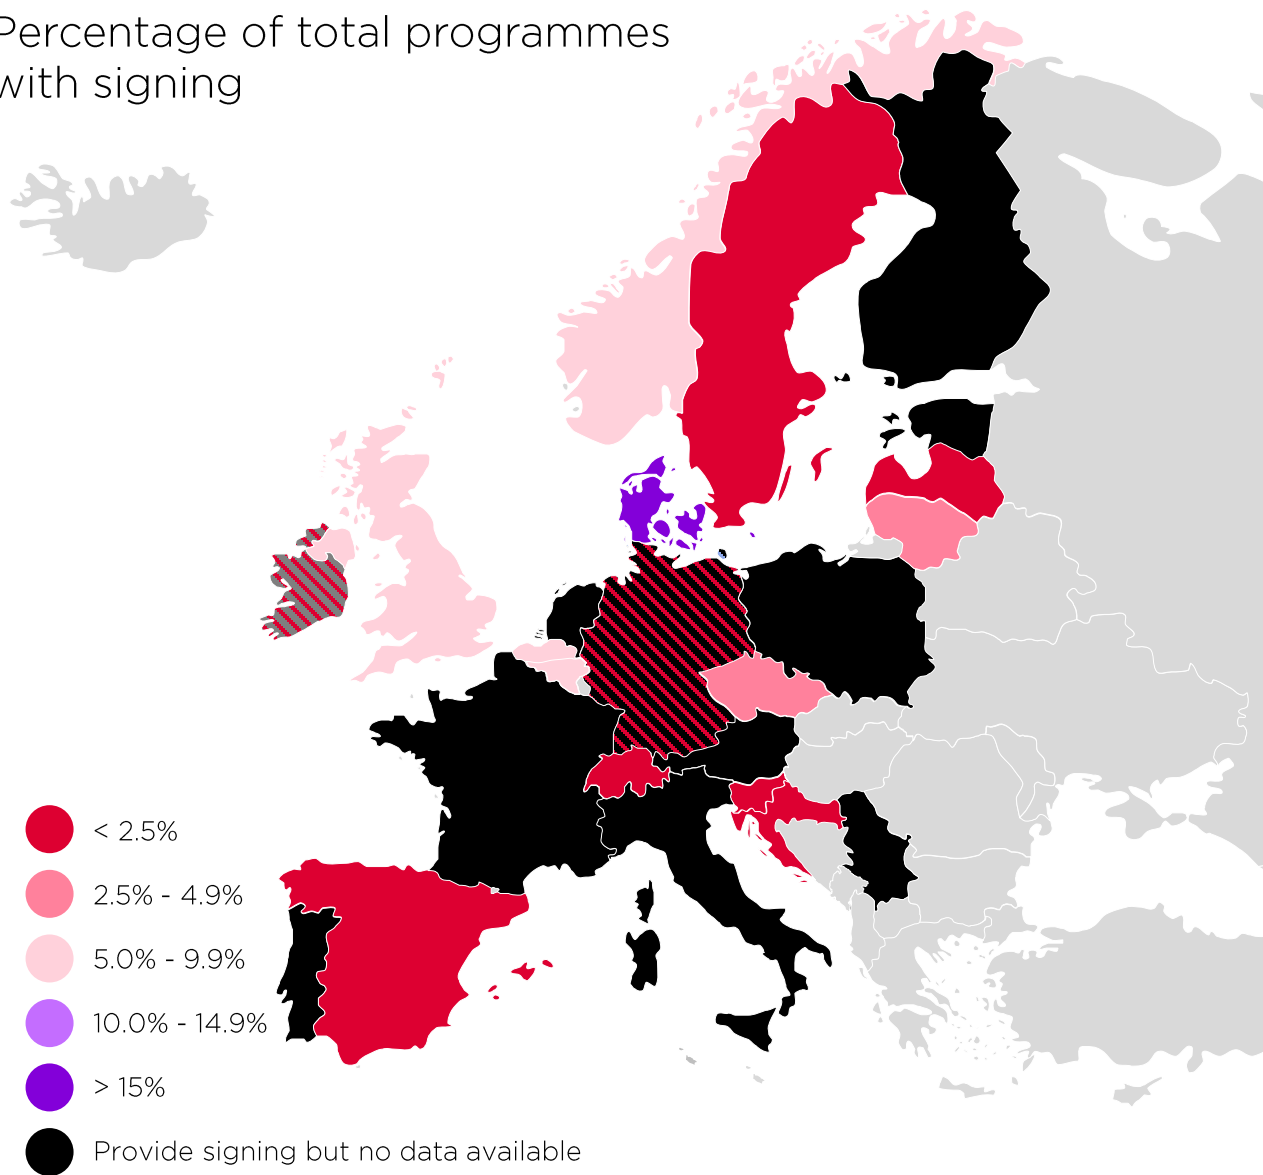 Percentage of total programmes
with signing
< 2.5%
2.5% - 4.9%
5.0% - 9.9%
10.0% - 14.9%
> 15%
Provide signing but no data available